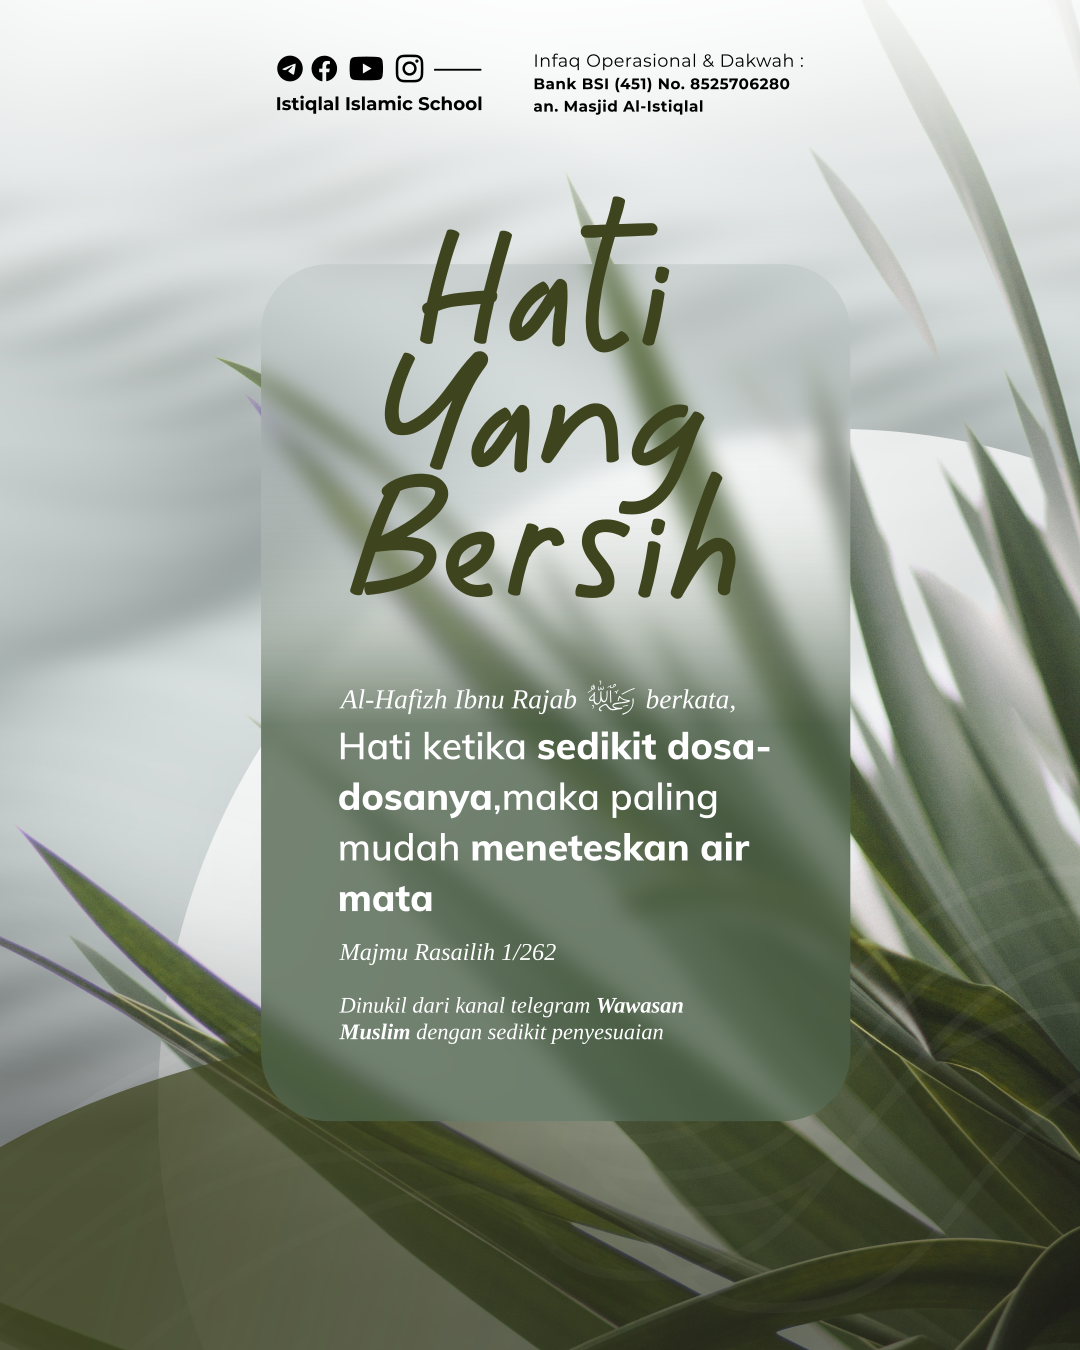 Istiqlal Islamic School
Infaq Operasional & Dakwah :
Bank BSI (451) No. 8525706280
an. Masjid Al-Istiqlal
Hati
Yang
Bersih
Al-Hafizh Ibnu Rajab رحمه الله berkata,
Hati ketika sedikit dosa-
dosanya,maka paling
mudah meneteskan air
mata
Majmu Rasailih 1/262
Dinukil dari kanal telegram Wawasan
Muslim dengan sedikit penyesuaian